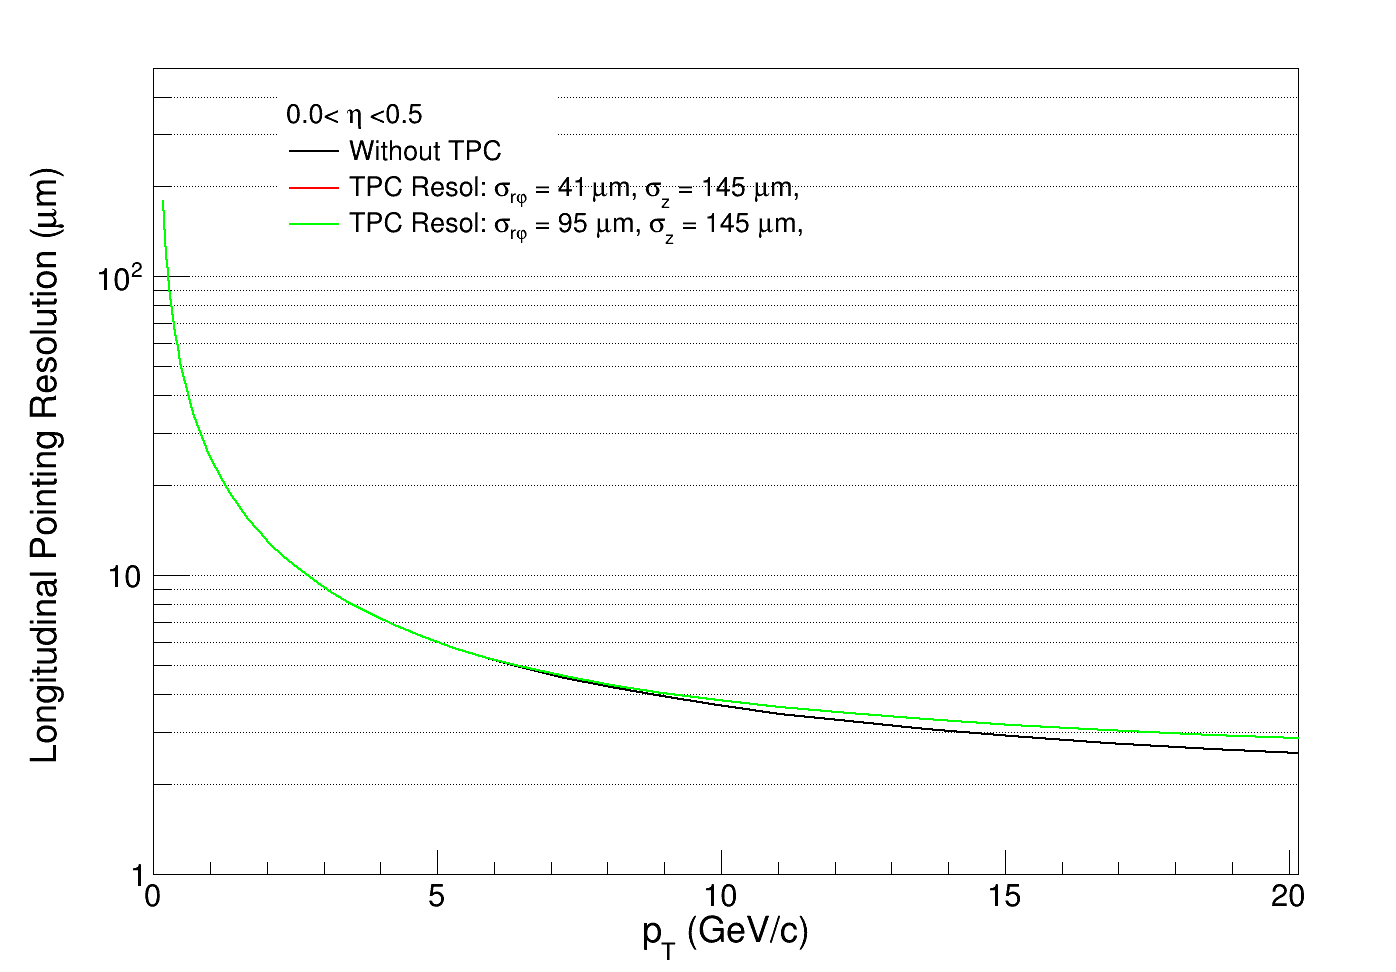 0.0< η <0.5
Without TPC
TPC Resol: σrφ = 41 μm, σz = 145 μm,
TPC Resol: σrφ = 95 μm, σz = 145 μm,
Longitudinal Pointing Resolution (μm)
10²
10
1
0 5 10 15 20
pT (GeV/c)